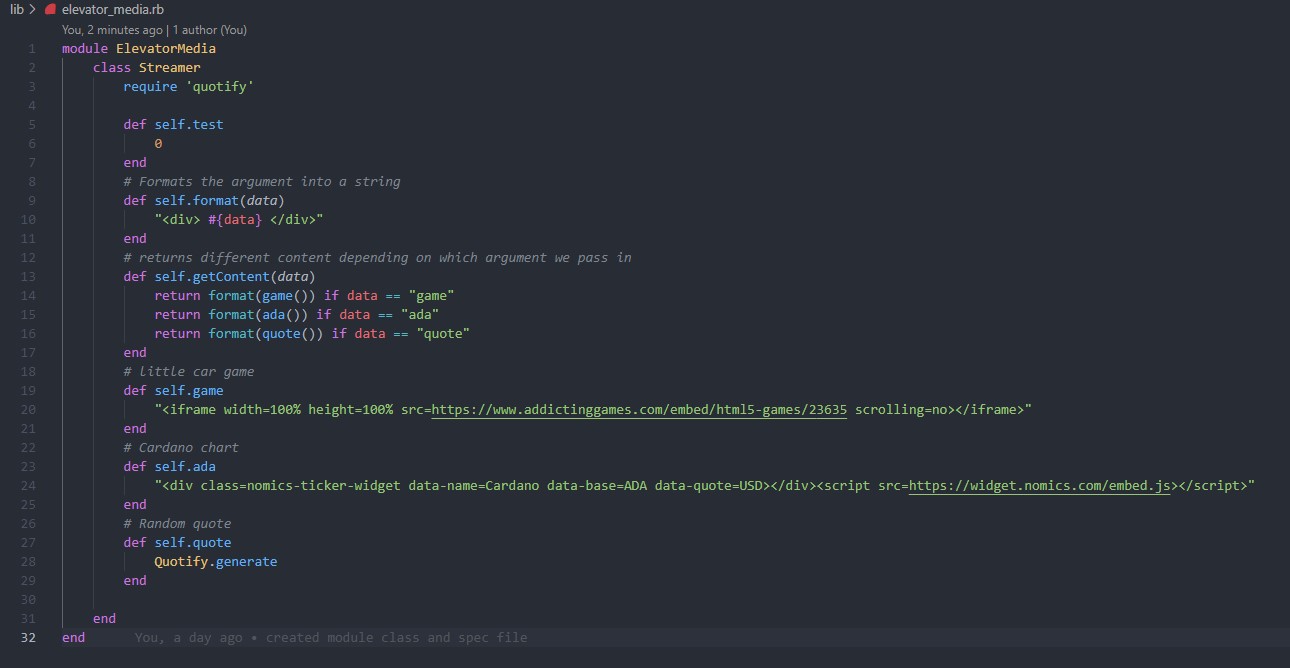 lib > elevator_media.rb
You, 2 minutes ago | 1 author (You)
1 module ElevatorMedia
2     class Streamer
3         require 'quotify'
4
5         def self.test
6             0
7         end
8         # Formats the argument into a string
9         def self.format(data)
10             "<div> #{data} </div>"
11         end
12         # returns different content depending on which argument we pass in
13         def self.getContent(data)
14             return format(game()) if data == "game"
15             return format(ada()) if data == "ada"
16             return format(quote()) if data == "quote"
17         end
18         # little car game
19         def self.game
20             "<iframe width=100% height=100% src=https://www.addictinggames.com/embed/html5-games/23635 scrolling=no></iframe>"
21         end
22         # Cardano chart
23         def self.ada
24             "<div class=nomics-ticker-widget data-name=Cardano data-base=ADA data-quote=USD></div><script src=https://widget.nomics.com/embed.js></script>"
25         end
26         # Random quote
27         def self.quote
28             Quotify.generate
29         end
30
31     end
32 end You, a day ago • created module class and spec file